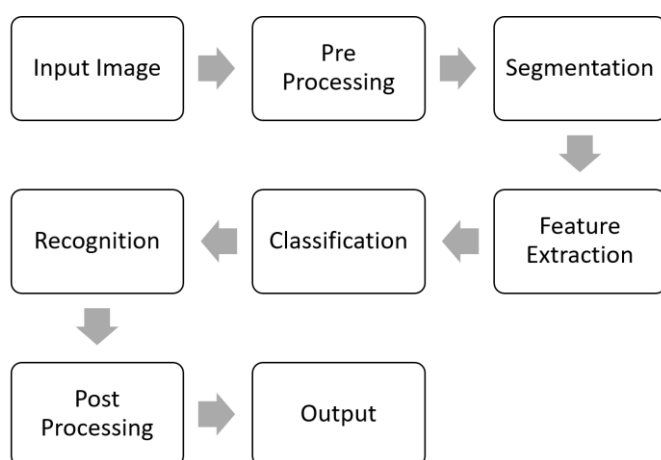 Input Image
Pre
Processing
Segmentation
Feature
Extraction
Classification
Recognition
Post
Processing
Output